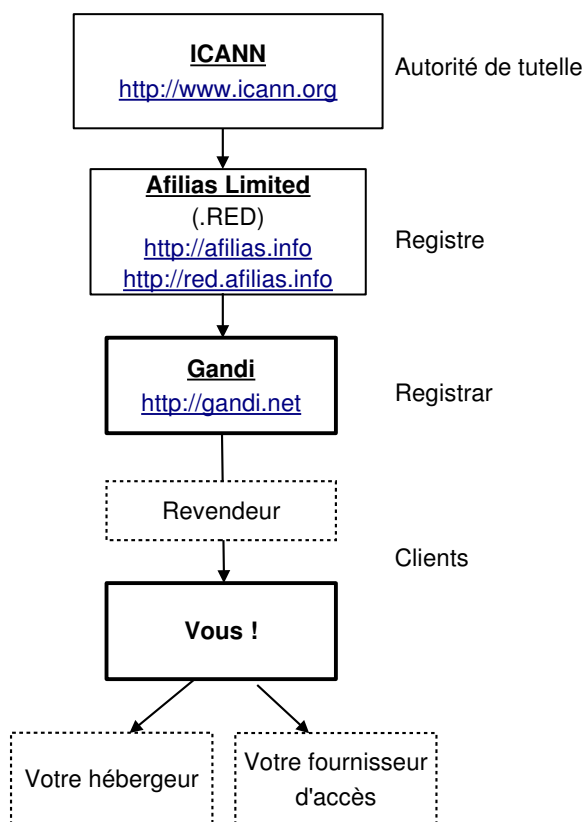 ICANN
http://www.icann.org
Autorité de tutelle
Afilias Limited
(.RED)
http://afilias.info
http://red.afilias.info
Registre
Gandi
http://gandi.net
Registrar
Revendeur
Clients
Vous !
Votre hébergeur
Votre fournisseur
d'accès